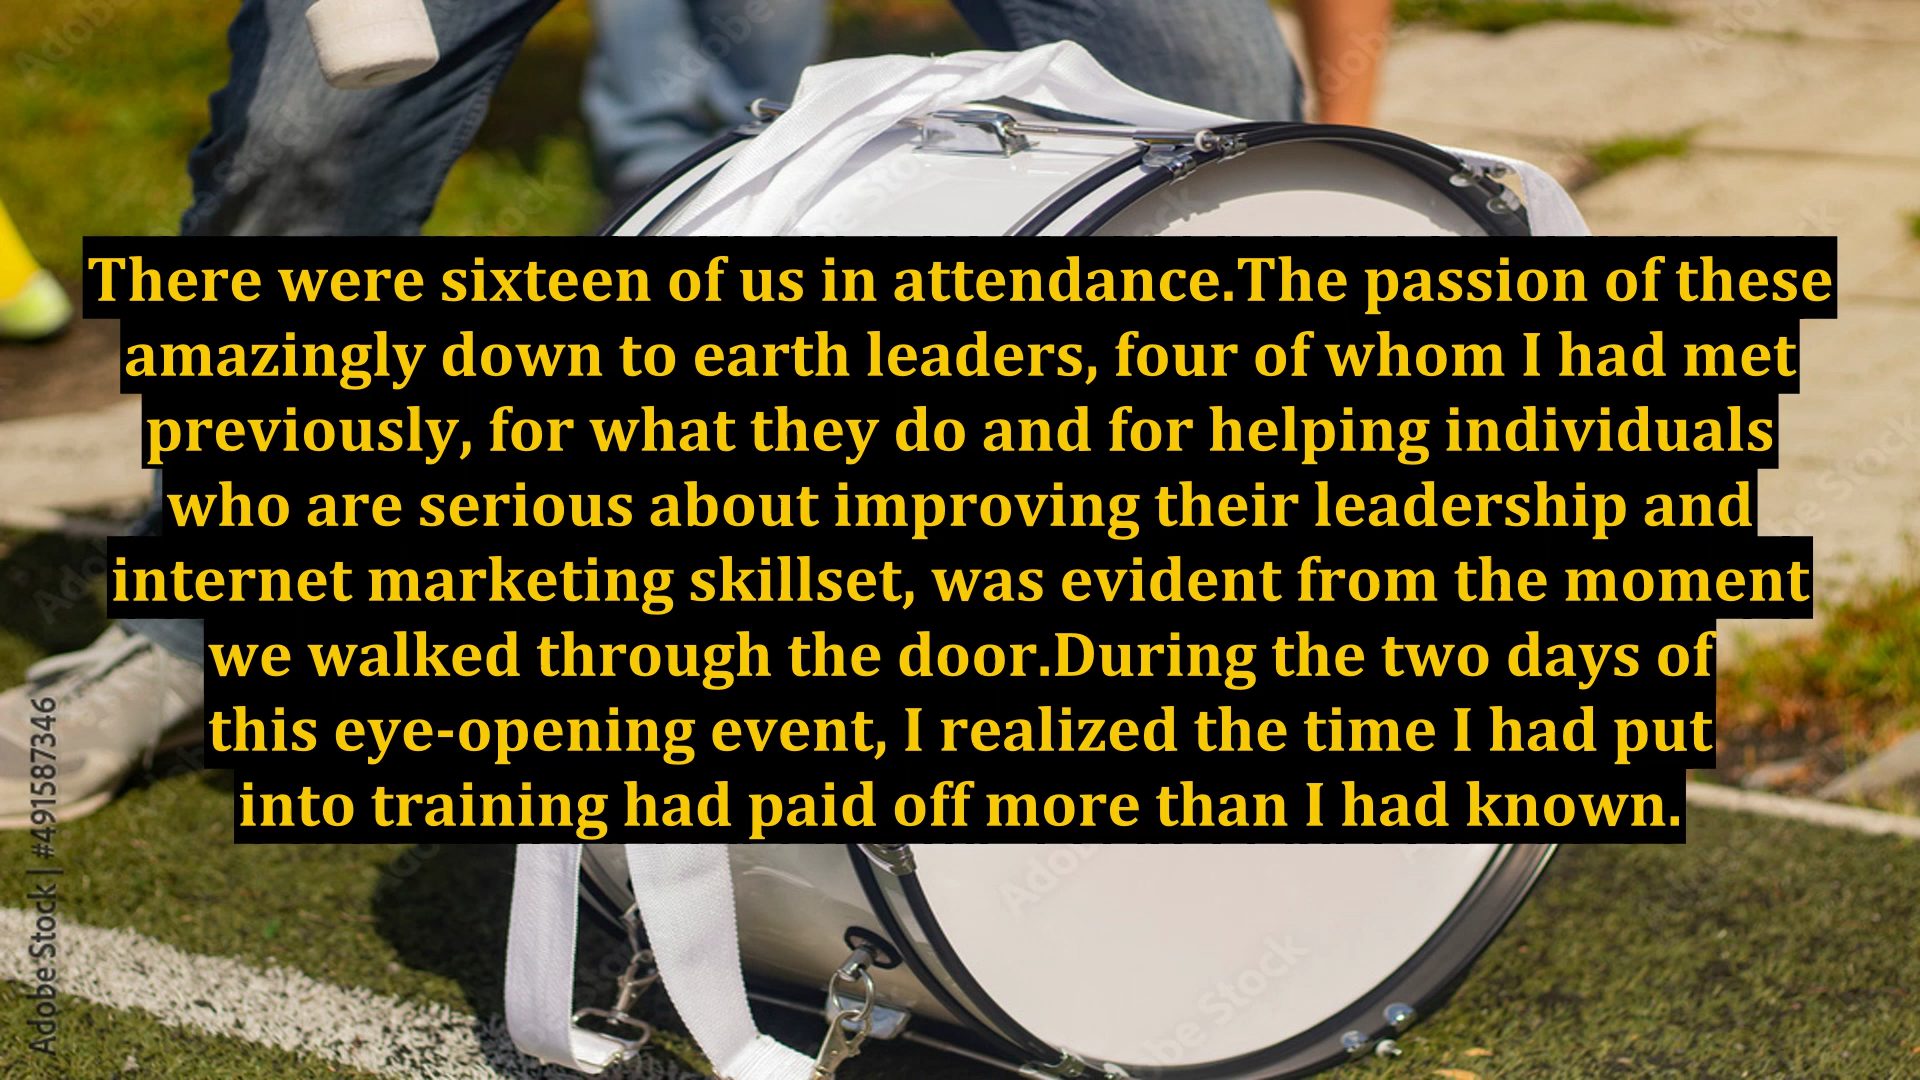 There were sixteen of us in attendance.The passion of these
amazingly down to earth leaders, four of whom I had met
previously, for what they do and for helping individuals
who are serious about improving their leadership and
internet marketing skillset, was evident from the moment
we walked through the door.During the two days of
this eye-opening event, I realized the time I had put
into training had paid off more than I had known.
Adobe Stock | #491587346